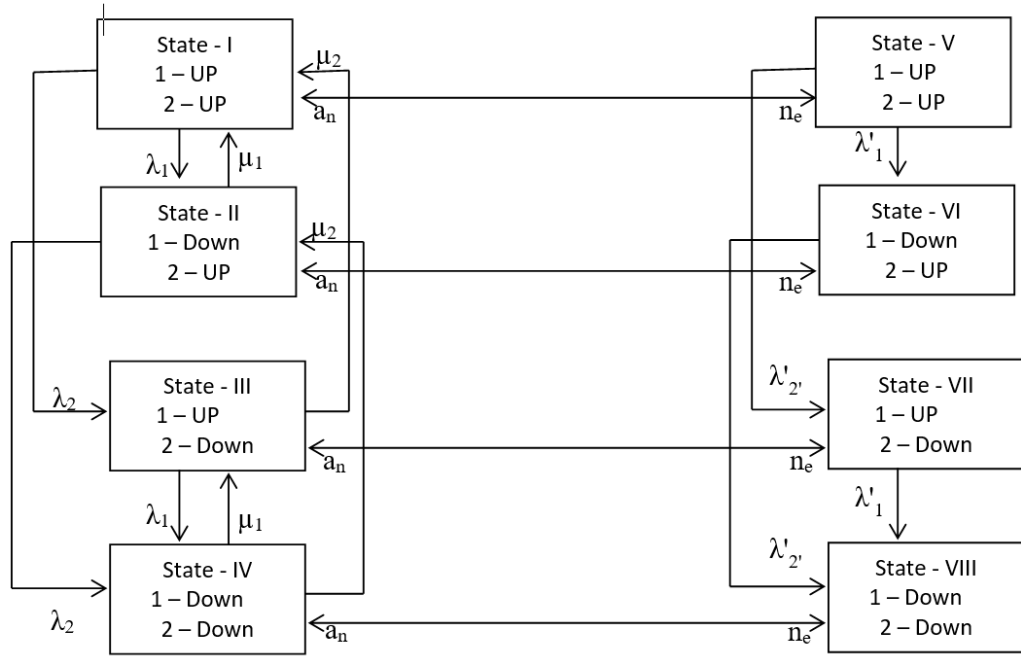 State - I
1 – UP
2 – UP
μ₂
aₙ
nₑ
State - V
1 – UP
2 – UP
λ₁
μ₁
λ'₁
State - II
1 – Down
2 – UP
μ₂
aₙ
nₑ
State - VI
1 – Down
2 – UP
λ₂
State - III
1 – UP
2 – Down
aₙ
nₑ
λ'₂'
State - VII
1 – UP
2 – Down
λ₁
μ₁
λ'₁
λ₂
State - IV
1 – Down
2 – Down
aₙ
nₑ
λ'₂'
State - VIII
1 – Down
2 – Down